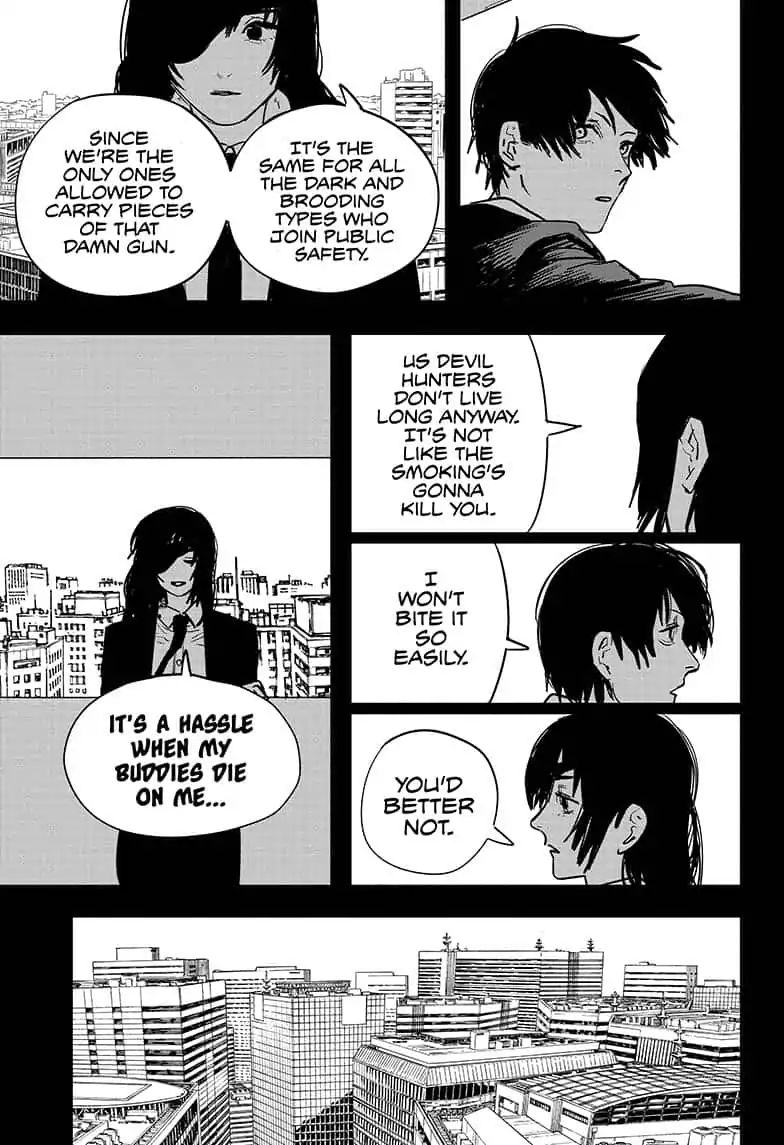 IT'S THE
SAME FOR ALL
THE DARK AND
BROODING
TYPES WHO
JOIN PUBLIC
SAFETY.
SINCE
WE'RE THE
ONLY ONES
ALLOWED TO
CARRY PIECES
OF THAT
DAMN GUN.
US DEVIL
HUNTERS
DON'T LIVE
LONG ANYWAY.
IT'S NOT
LIKE THE
SMOKING'S
GONNA
KILL YOU.
I
WON'T
BITE IT
SO
EASILY.
YOU'D
BETTER
NOT.
IT'S A HASSLE
WHEN MY
BUDDIES DIE
ON ME...